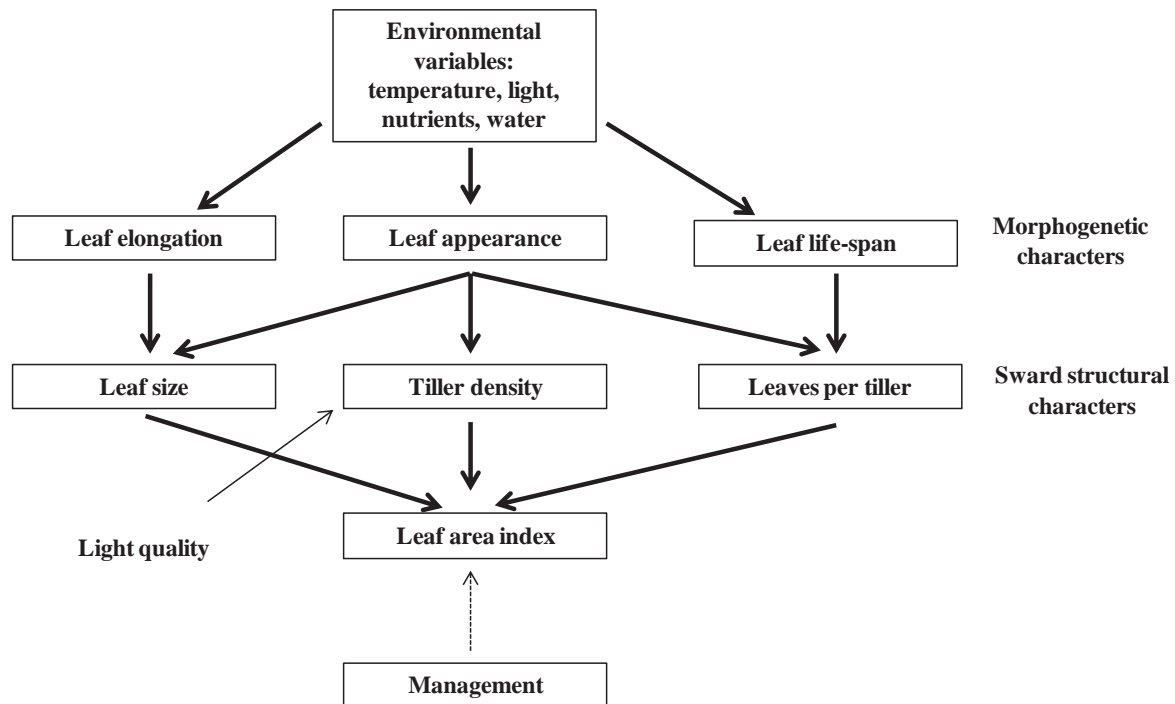 Environmental
variables:
temperature, light,
nutrients, water
Leaf elongation
Leaf appearance
Leaf life-span
Morphogenetic
characters
Leaf size
Tiller density
Leaves per tiller
Sward structural
characters
Light quality
Leaf area index
Management